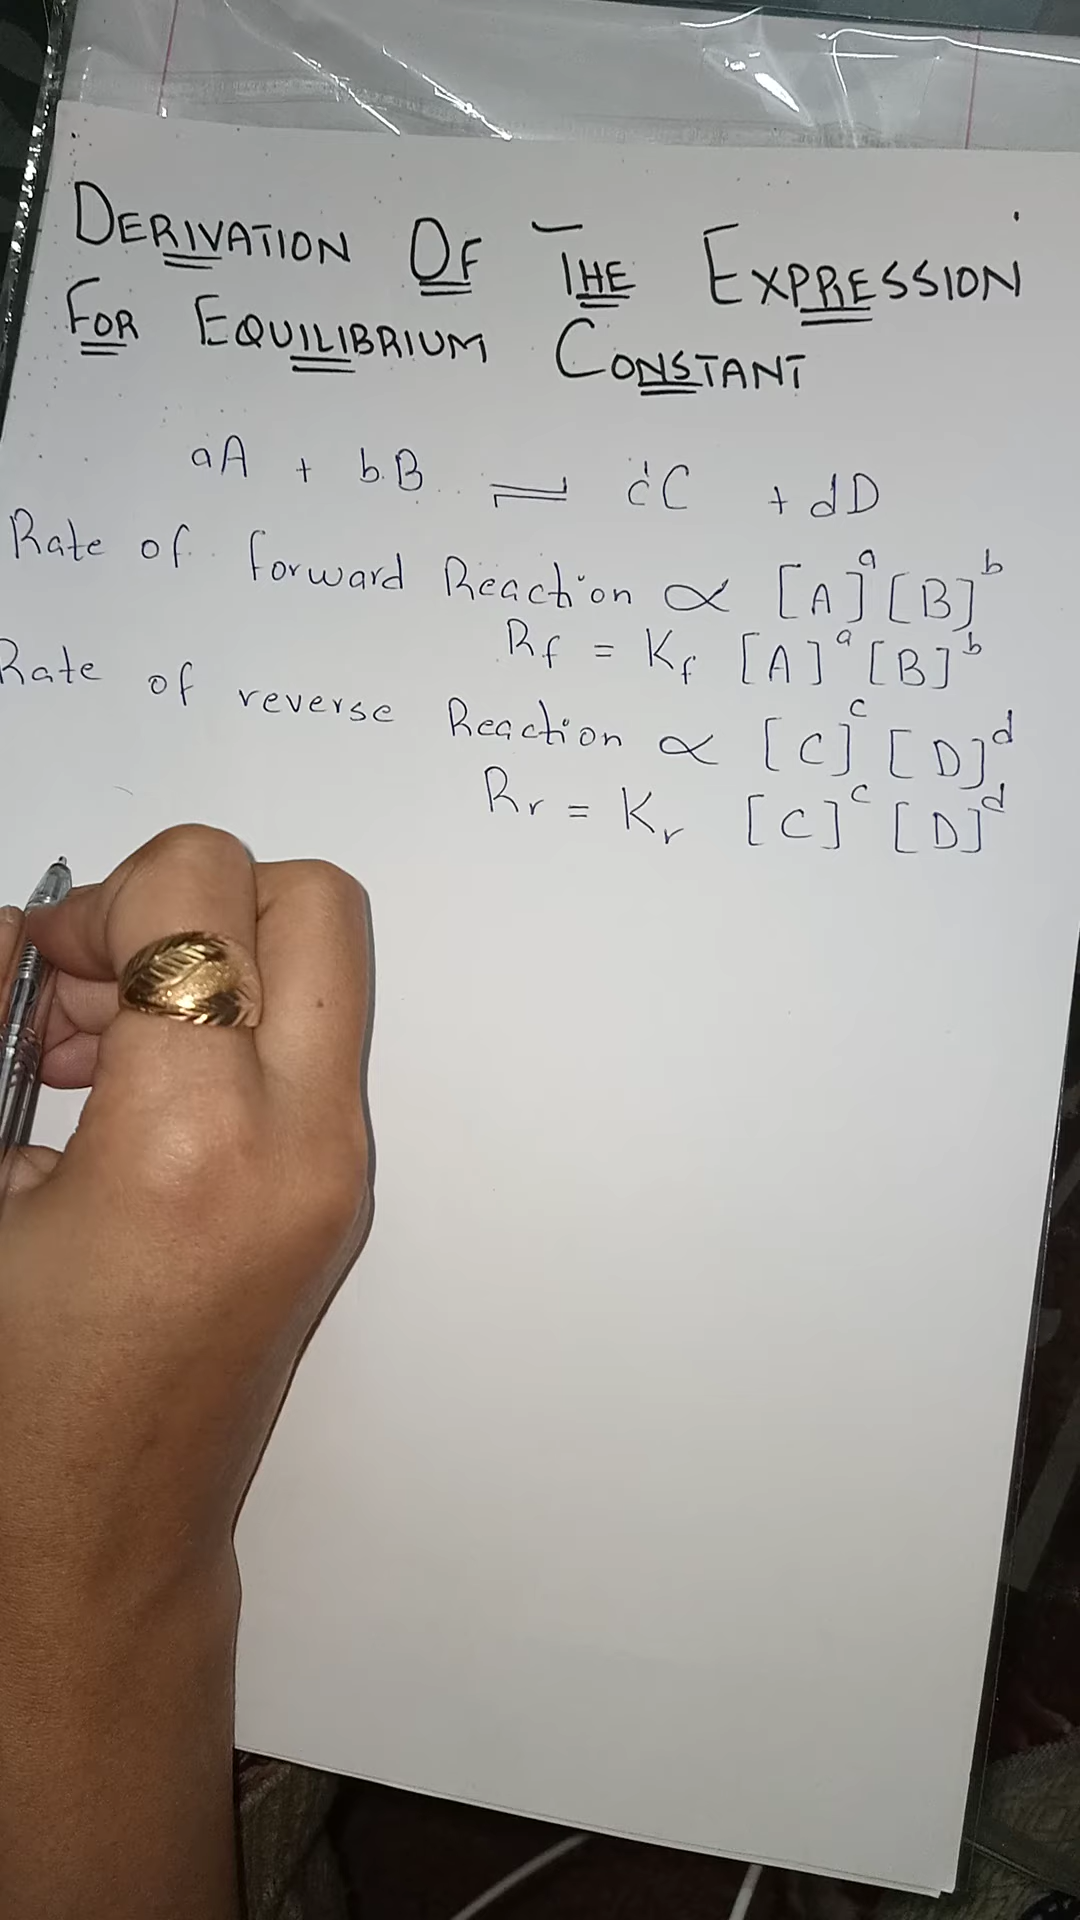 DERIVATION OF THE EXPRESSION
FOR EQUILIBRIUM CONSTANT
aA + bB ⇌ cC + dD
Rate of forward Reaction ∝ [A]ᵃ [B]ᵇ
Rf = Kf [A]ᵃ [B]ᵇ
Rate of reverse Reaction ∝ [C]ᶜ [D]ᵈ
Rr = Kr [C]ᶜ [D]ᵈ